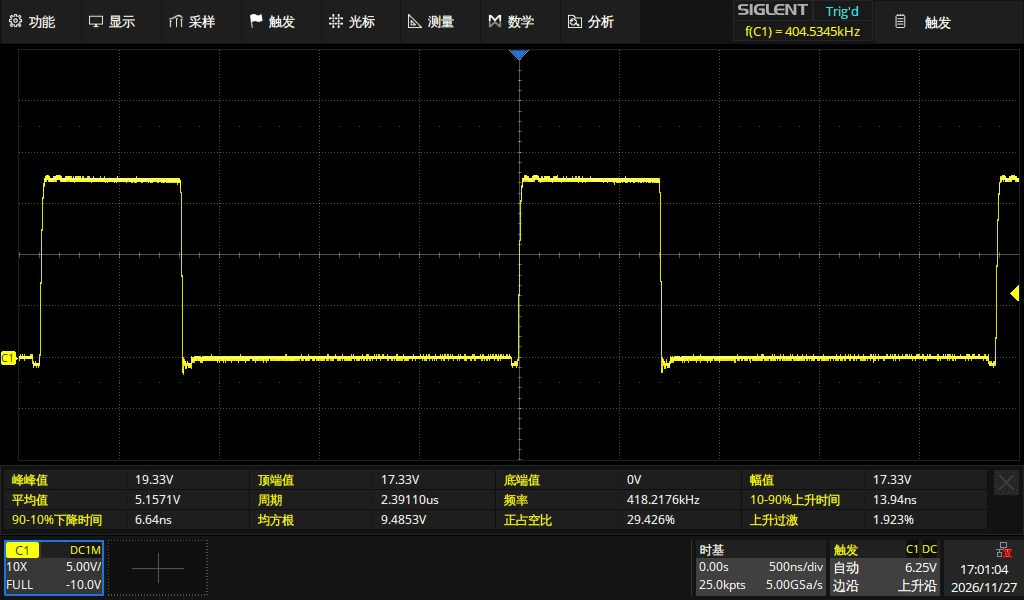 功能 显示 采样 触发 光标 测量 数学 分析 SIGLENT Trig'd 触发
f(C1) = 404.5345kHz
C1
峰峰值 19.33V 顶端值 17.33V 底端值 0V 幅值 17.33V
平均值 5.1571V 周期 2.39110us 频率 418.2176kHz 10-90%上升时间 13.94ns
90-10%下降时间 6.64ns 均方根 9.4853V 正占空比 29.426% 上升过激 1.923%
C1 DC1M 时基 触发 C1 DC
10X 5.00V/ 0.00s 500ns/div 自动 6.25V 17:01:04
FULL -10.0V 25.0kpts 5.00GSa/s 边沿 上升沿 2026/11/27